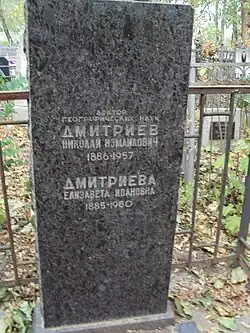 ДОКТОР
ГЕОГРАФИЧЕСКИХ НАУК
ДМИТРИЕВ
НИКОЛАЙ ИЗМАИЛОВИЧ
1886-1957
ДМИТРИЕВА
ЕЛИЗАВЕТА ИВАНОВНА
1885-1960